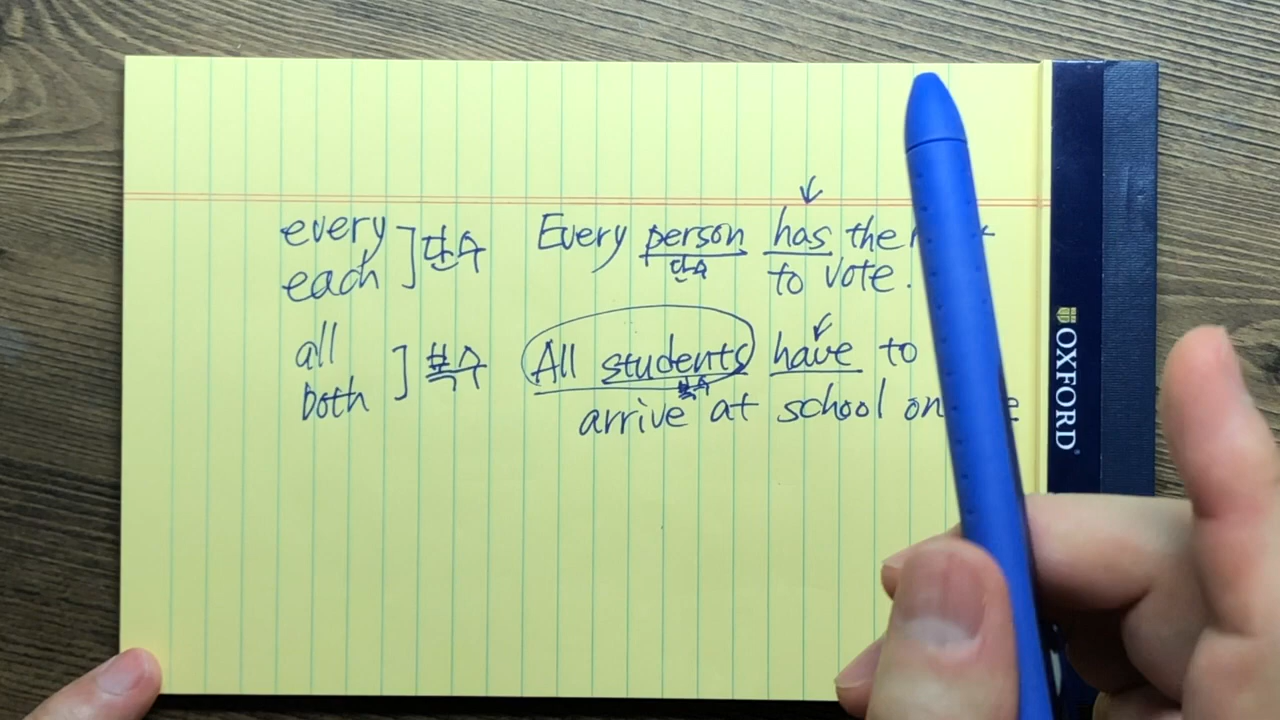 every
each
단수
Every person has the
단수
to vote.
all
both
복수
All students have to
복수
arrive at school
OXFORD